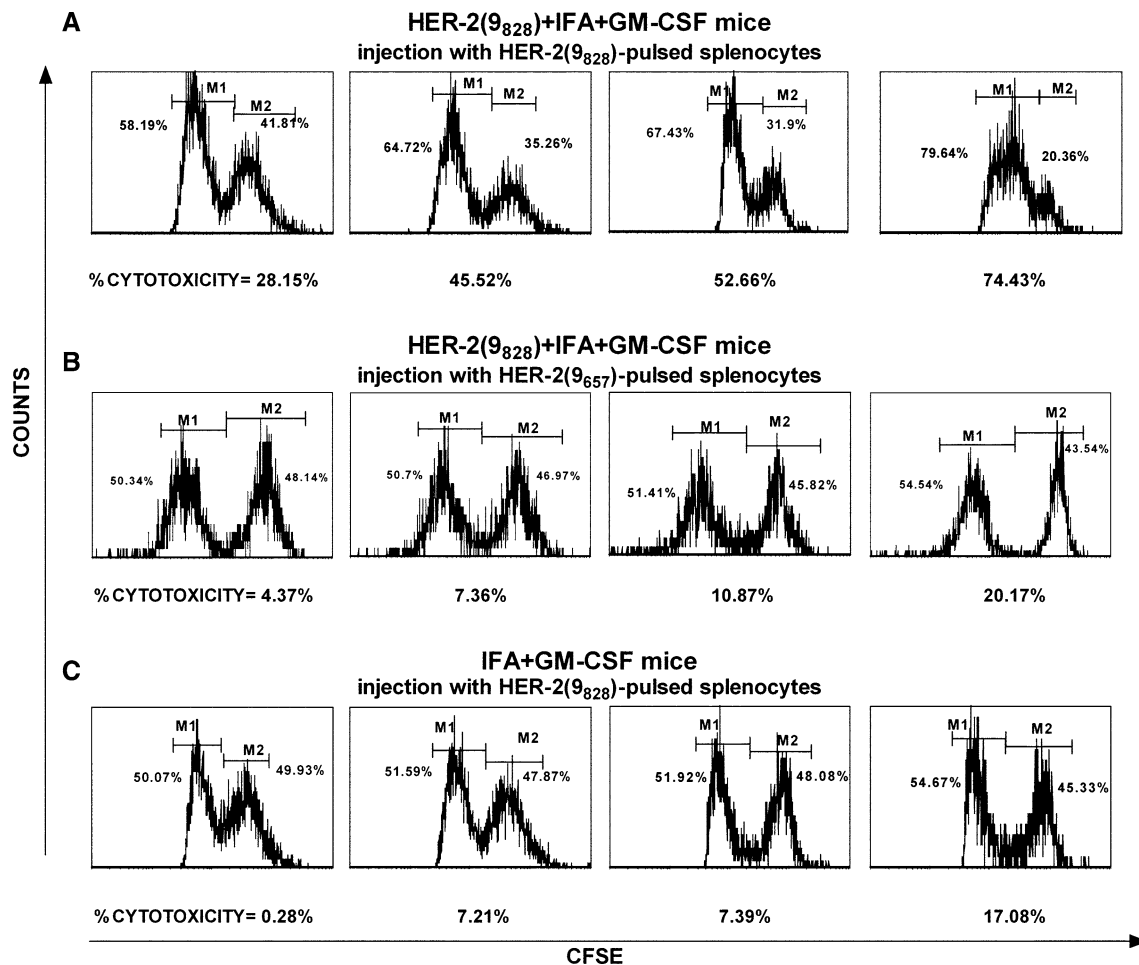 A
HER-2(9828)+IFA+GM-CSF mice
injection with HER-2(9828)-pulsed splenocytes
M1
M2
58.19%
41.81%
M1
M2
64.72%
35.26%
M1
M2
67.43%
31.9%
M1
M2
79.64%
20.36%
% CYTOTOXICITY= 28.15%
45.52%
52.66%
74.43%
B
HER-2(9828)+IFA+GM-CSF mice
injection with HER-2(9657)-pulsed splenocytes
M1
M2
50.34%
48.14%
M1
M2
50.7%
46.97%
M1
M2
51.41%
45.82%
M1
M2
54.54%
43.54%
% CYTOTOXICITY= 4.37%
7.36%
10.87%
20.17%
C
IFA+GM-CSF mice
injection with HER-2(9828)-pulsed splenocytes
M1
M2
50.07%
49.93%
M1
M2
51.59%
47.87%
M1
M2
51.92%
48.08%
M1
M2
54.67%
45.33%
% CYTOTOXICITY= 0.28%
7.21%
7.39%
17.08%
COUNTS
CFSE